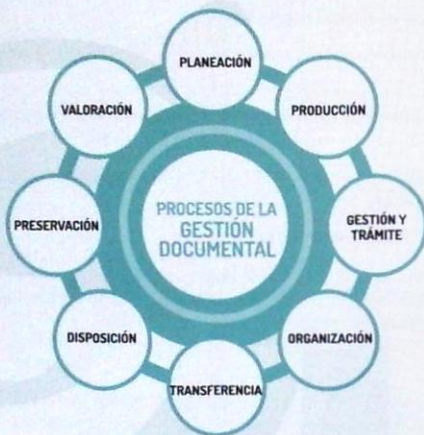 PLANEACIÓN
PRODUCCIÓN
GESTIÓN Y
TRÁMITE
ORGANIZACIÓN
TRANSFERENCIA
DISPOSICIÓN
PRESERVACIÓN
VALORACIÓN
PROCESOS DE LA
GESTIÓN
DOCUMENTAL